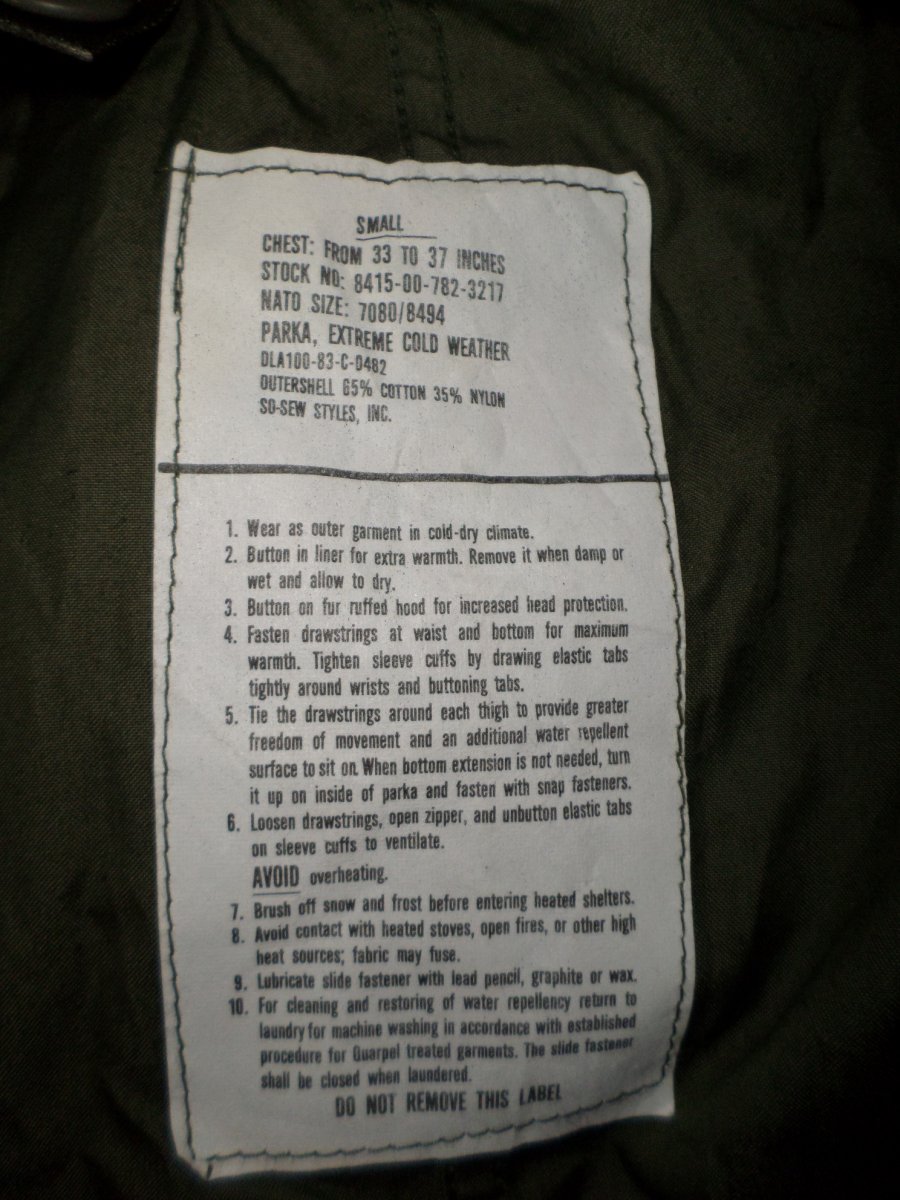 SMALL
CHEST: FROM 33 TO 37 INCHES
STOCK NO: 8415-00-782-3217
NATO SIZE: 7080/8494
PARKA, EXTREME COLD WEATHER
DLA100-83-C-0482
OUTERSHELL 65% COTTON 35% NYLON
SO-SEW STYLES, INC.
1. Wear as outer garment in cold-dry climate.
2. Button in liner for extra warmth. Remove it when damp or
wet and allow to dry.
3. Button on fur ruffed hood for increased head protection.
4. Fasten drawstrings at waist and bottom for maximum
warmth. Tighten sleeve cuffs by drawing elastic tabs
tightly around wrists and buttoning tabs.
5. Tie the drawstrings around each thigh to provide greater
freedom of movement and an additional water repellent
surface to sit on. When bottom extension is not needed, turn
it up on inside of parka and fasten with snap fasteners.
6. Loosen drawstrings, open zipper, and unbutton elastic tabs
on sleeve cuffs to ventilate.
AVOID overheating.
7. Brush off snow and frost before entering heated shelters.
8. Avoid contact with heated stoves, open fires, or other high
heat sources; fabric may fuse.
9. Lubricate slide fastener with lead pencil, graphite or wax.
10. For cleaning and restoring of water repellency return to
laundry for machine washing in accordance with established
procedure for Quarpel treated garments. The slide fastener
shall be closed when laundered.
DO NOT REMOVE THIS LABEL